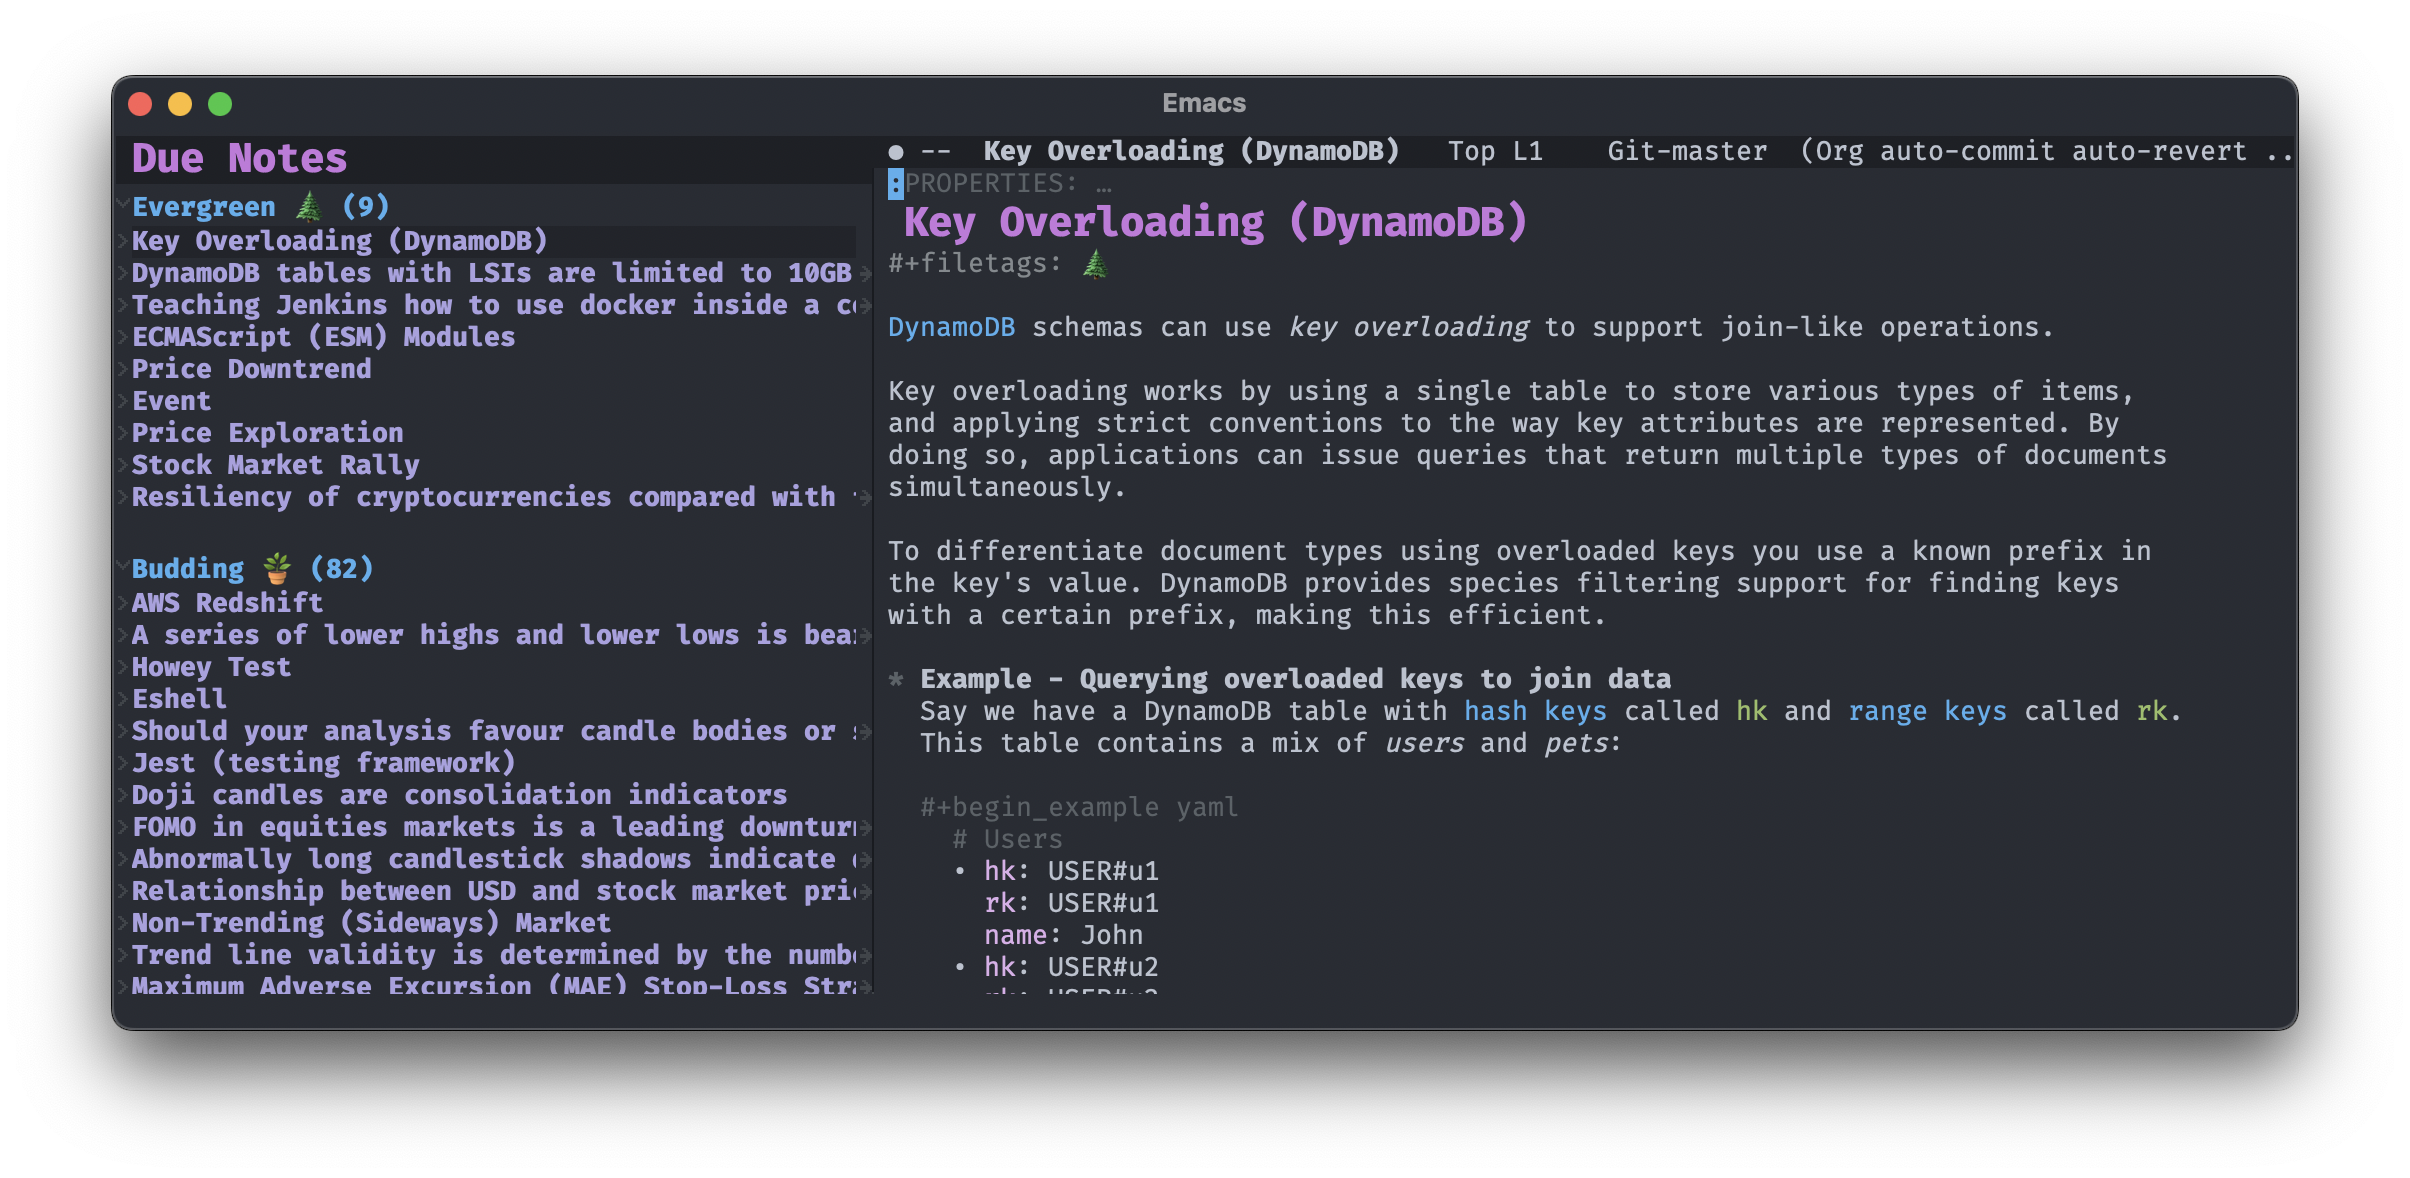 Emacs
Due Notes
Evergreen 🌲 (9)
Key Overloading (DynamoDB)
DynamoDB tables with LSIs are limited to 10GB
Teaching Jenkins how to use docker inside a
ECMAScript (ESM) Modules
Price Downtrend
Event
Price Exploration
Stock Market Rally
Resiliency of cryptocurrencies compared with
Budding 🪴 (82)
AWS Redshift
A series of lower highs and lower lows is
Howey Test
Eshell
Should your analysis favour candle bodies or
Jest (testing framework)
Doji candles are consolidation indicators
FOMO in equities markets is a leading
Abnormally long candlestick shadows indicate
Relationship between USD and stock market
Non-Trending (Sideways) Market
Trend line validity is determined by the
Maximum Adverse Excursion (MAE) Stop-Loss
● -- Key Overloading (DynamoDB) Top L1 Git-master (Org auto-commit auto-revert ..
:PROPERTIES: …
Key Overloading (DynamoDB)
#+filetags: 🌲
DynamoDB schemas can use key overloading to support join-like operations.
Key overloading works by using a single table to store various types of items,
and applying strict conventions to the way key attributes are represented. By
doing so, applications can issue queries that return multiple types of documents
simultaneously.
To differentiate document types using overloaded keys you use a known prefix in
the key's value. DynamoDB provides species filtering support for finding keys
with a certain prefix, making this efficient.
* Example - Querying overloaded keys to join data
Say we have a DynamoDB table with hash keys called hk and range keys called rk.
This table contains a mix of users and pets:
#+begin_example yaml
# Users
• hk: USER#u1
rk: USER#u1
name: John
• hk: USER#u2